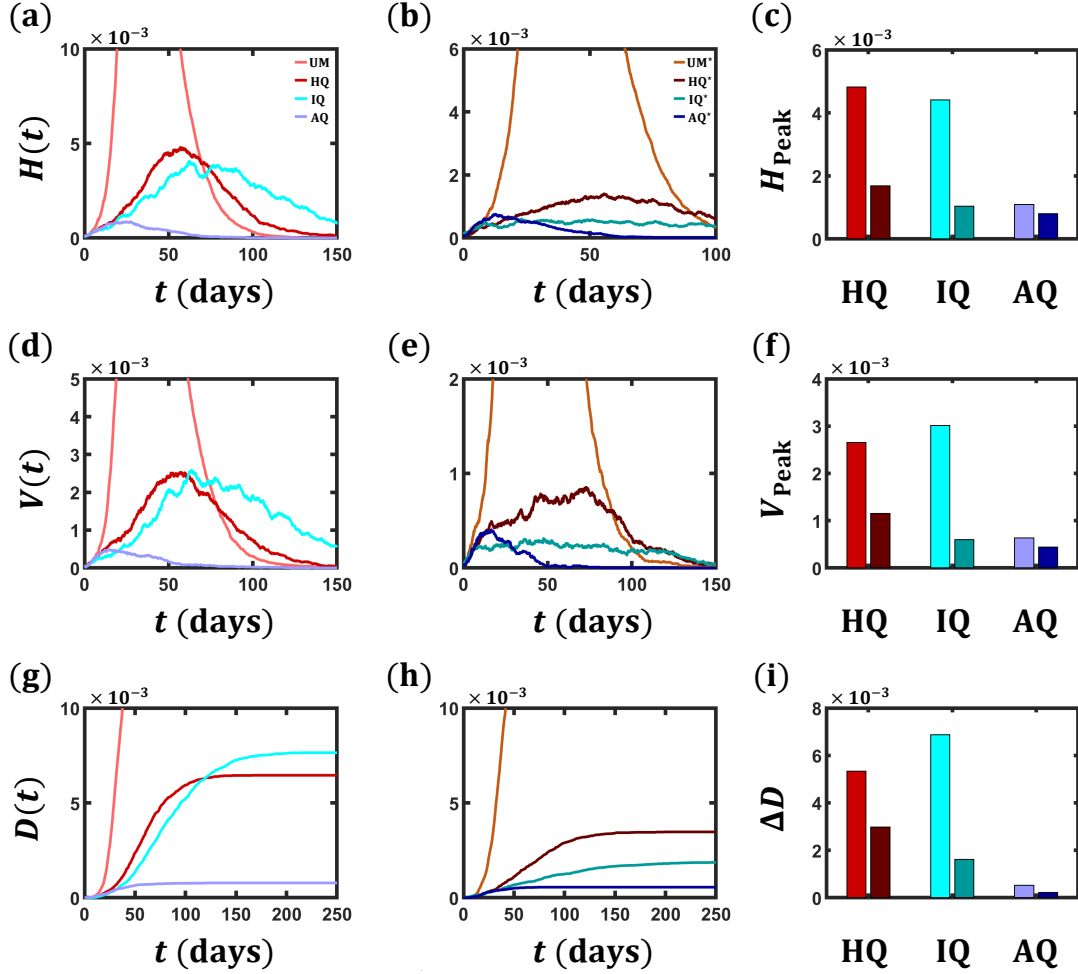 (a)
× 10⁻³
10
5
0
H(t)
UM
HQ
IQ
AQ
0 50 100 150
t (days)
(b)
× 10⁻³
6
4
2
0
UM*
HQ*
IQ*
AQ*
0 50 100
t (days)
(c)
× 10⁻³
6
4
2
0
H_Peak
HQ IQ AQ
(d)
× 10⁻³
5
4
3
2
1
0
V(t)
0 50 100 150
t (days)
(e)
× 10⁻³
2
1
0
0 50 100 150
t (days)
(f)
× 10⁻³
4
3
2
1
0
V_Peak
HQ IQ AQ
(g)
× 10⁻³
10
5
0
D(t)
0 50 100 150 200 250
t (days)
(h)
× 10⁻³
10
5
0
0 50 100 150 200 250
t (days)
(i)
× 10⁻³
8
6
4
2
0
ΔD
HQ IQ AQ